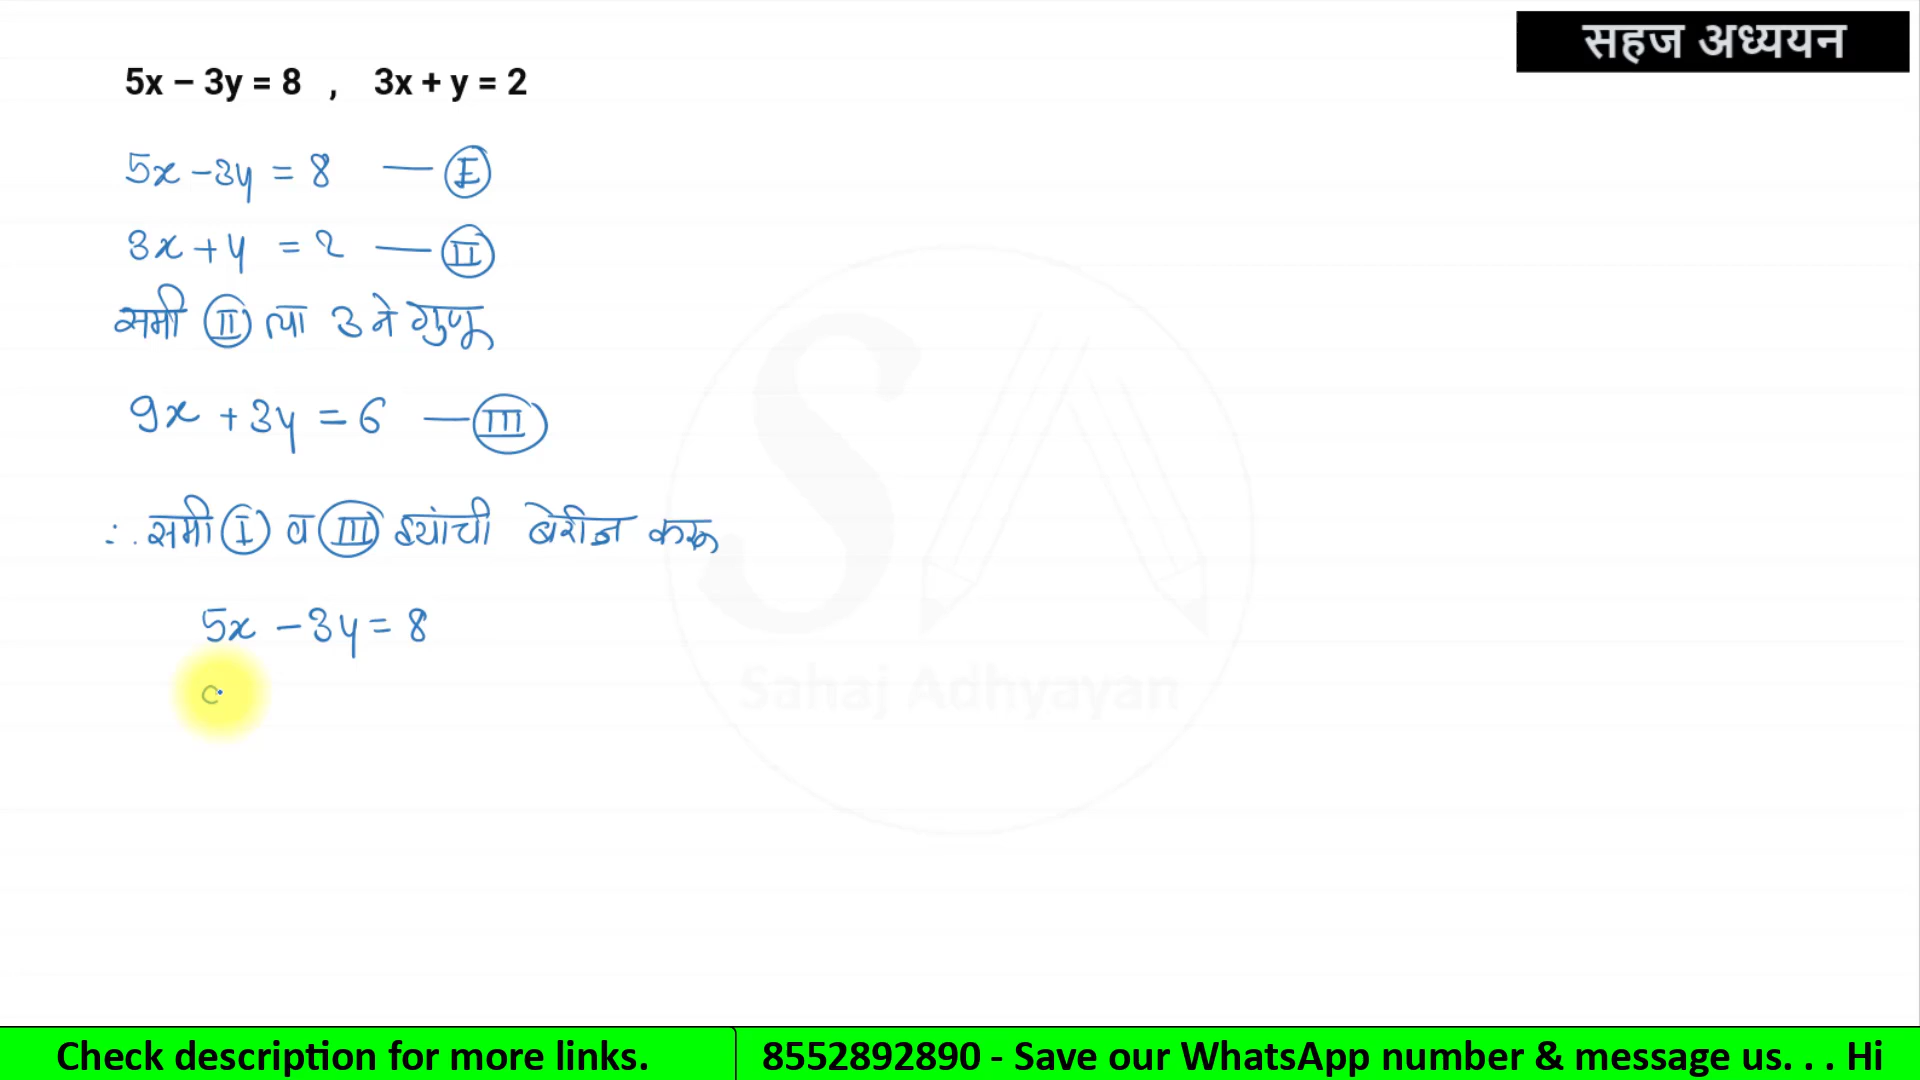 सहज अध्ययन
5x – 3y = 8 , 3x + y = 2
5x - 3y = 8 — I
3x + y = 2 — II
समी II ला 3 ने गुणू
9x + 3y = 6 — III
∴ समी I व III ह्यांची बेरीज करू
5x - 3y = 8
SA
Sahaj Adhyayan
Check description for more links.
8552892890 - Save our WhatsApp number & message us. . . Hi